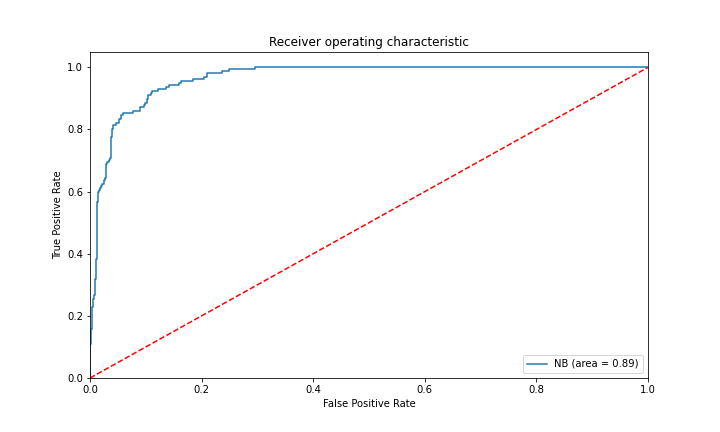 Receiver operating characteristic
True Positive Rate
1.0
0.8
0.6
0.4
0.2
0.0
NB (area = 0.89)
0.0 0.2 0.4 0.6 0.8 1.0
False Positive Rate